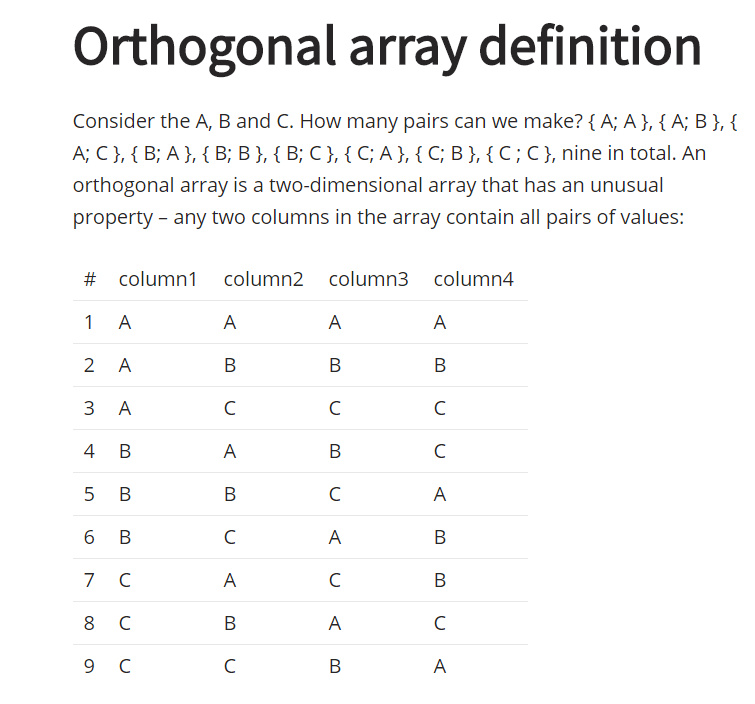 Orthogonal array definition
Consider the A, B and C. How many pairs can we make? { A; A }, { A; B }, {
A; C }, { B; A }, { B; B }, { B; C }, { C; A }, { C; B }, { C ; C }, nine in total. An
orthogonal array is a two-dimensional array that has an unusual
property – any two columns in the array contain all pairs of values:
# column1 column2 column3 column4
1 A A A A
2 A B B B
3 A C C C
4 B A B C
5 B B C A
6 B C A B
7 C A C B
8 C B A C
9 C C B A